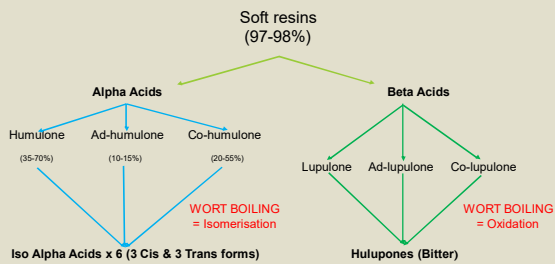 Soft resins
(97-98%)
Alpha Acids
Beta Acids
Humulone
Ad-humulone
Co-humulone
(35-70%)
(10-15%)
(20-55%)
Lupulone
Ad-lupulone
Co-lupulone
WORT BOILING
= Isomerisation
WORT BOILING
= Oxidation
Iso Alpha Acids x 6 (3 Cis & 3 Trans forms)
Hulupones (Bitter)